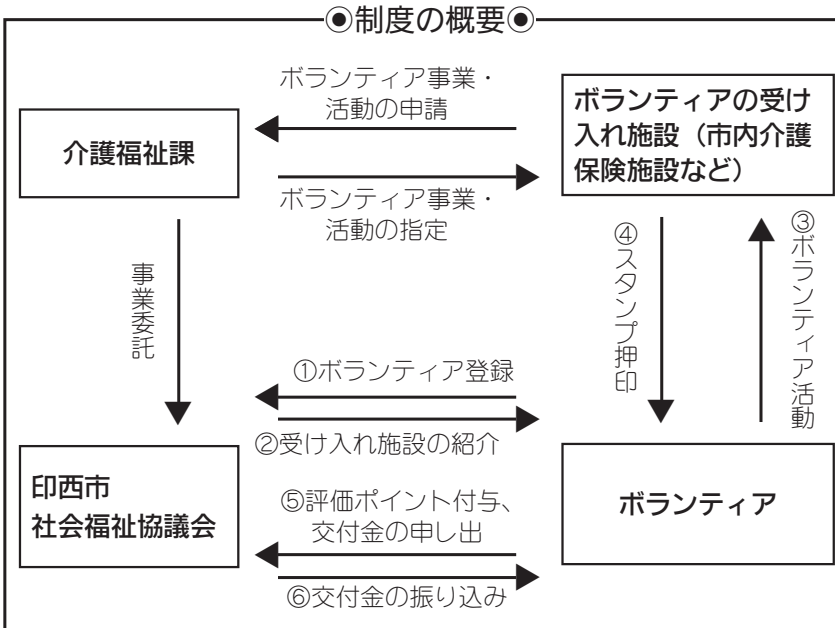 ◉制度の概要◉
ボランティア事業・
活動の申請
介護福祉課
ボランティアの受け
入れ施設（市内介護
保険施設など）
ボランティア事業・
活動の指定
事業委託
④スタンプ押印
③ボランティア活動
①ボランティア登録
②受け入れ施設の紹介
印西市
社会福祉協議会
⑤評価ポイント付与、
交付金の申し出
ボランティア
⑥交付金の振り込み